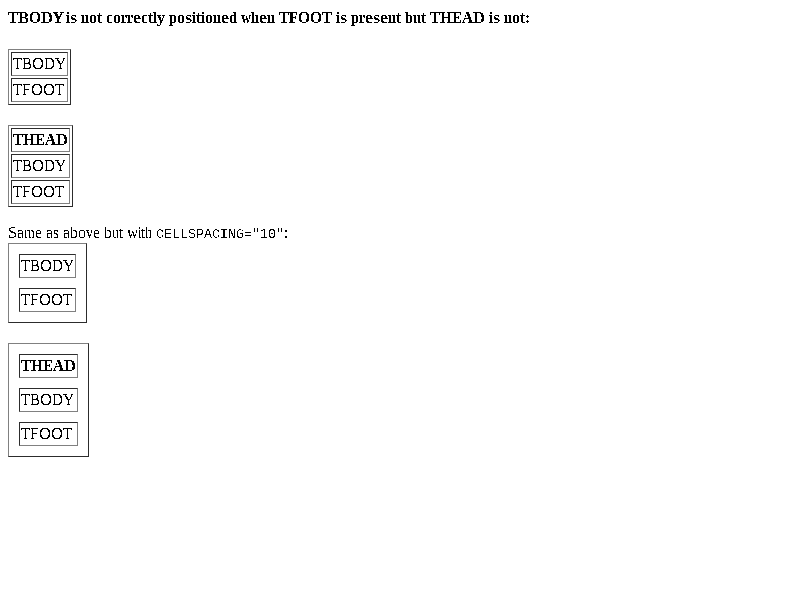 TBODY is not correctly positioned when TFOOT is present but THEAD is not:
TBODY
TFOOT
THEAD
TBODY
TFOOT
Same as above but with CELLSPACING="10":
TBODY
TFOOT
THEAD
TBODY
TFOOT